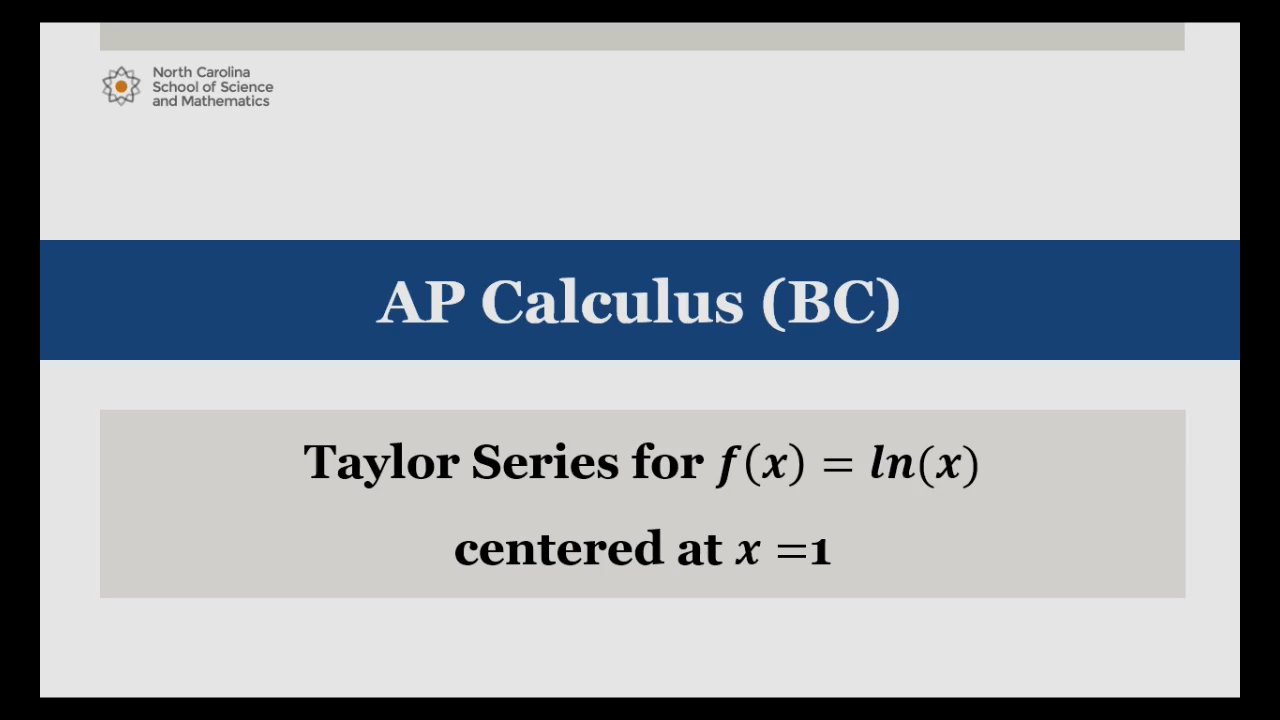 North Carolina
School of Science
and Mathematics
AP Calculus (BC)
Taylor Series for f(x) = ln(x)
centered at x =1